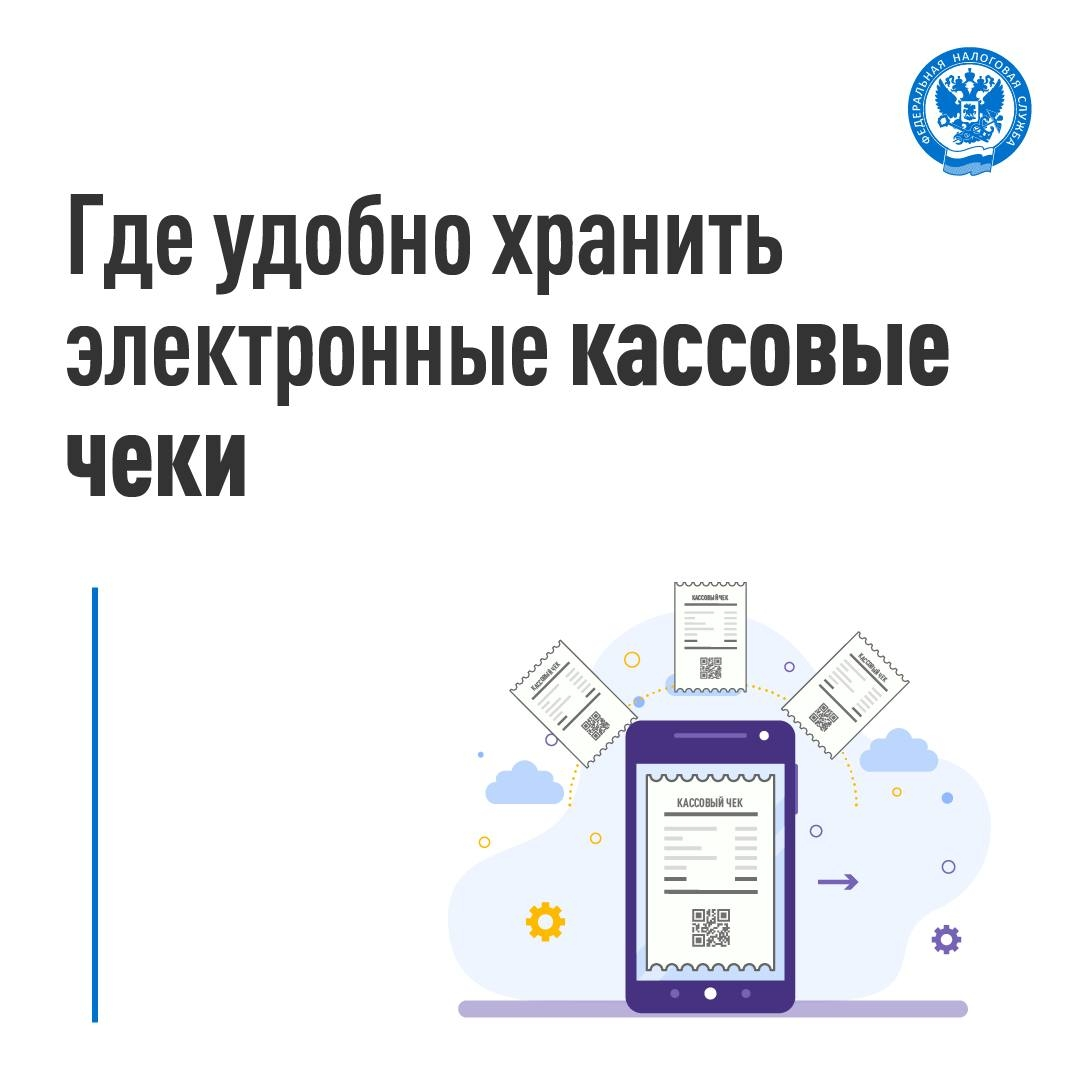 ФЕДЕРАЛЬНАЯ НАЛОГОВАЯ СЛУЖБА
Где удобно хранить
электронные кассовые
чеки
КАССОВЫЙ ЧЕК
КАССОВЫЙ ЧЕК
КАССОВЫЙ ЧЕК
КАССОВЫЙ ЧЕК